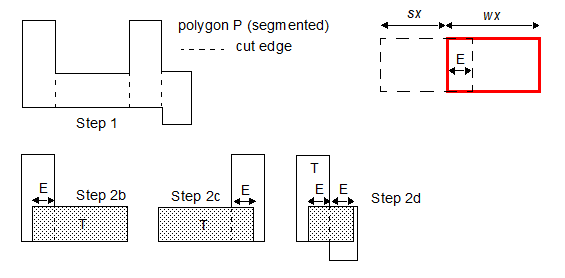 polygon P (segmented)
cut edge
Step 1
sx wx
E
E Step 2b
T
Step 2c E
T
T
E E
Step 2d